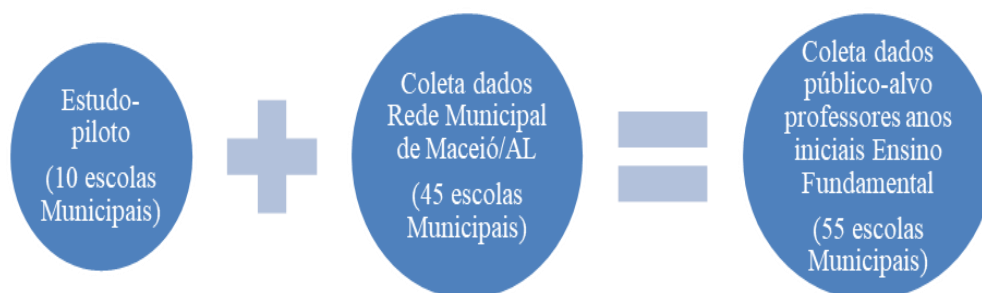 Estudo-
piloto
(10 escolas
Municipais)
Coleta dados
Rede Municipal
de Maceió/AL
(45 escolas
Municipais)
Coleta dados
público-alvo
professores anos
iniciais Ensino
Fundamental
(55 escolas
Municipais)